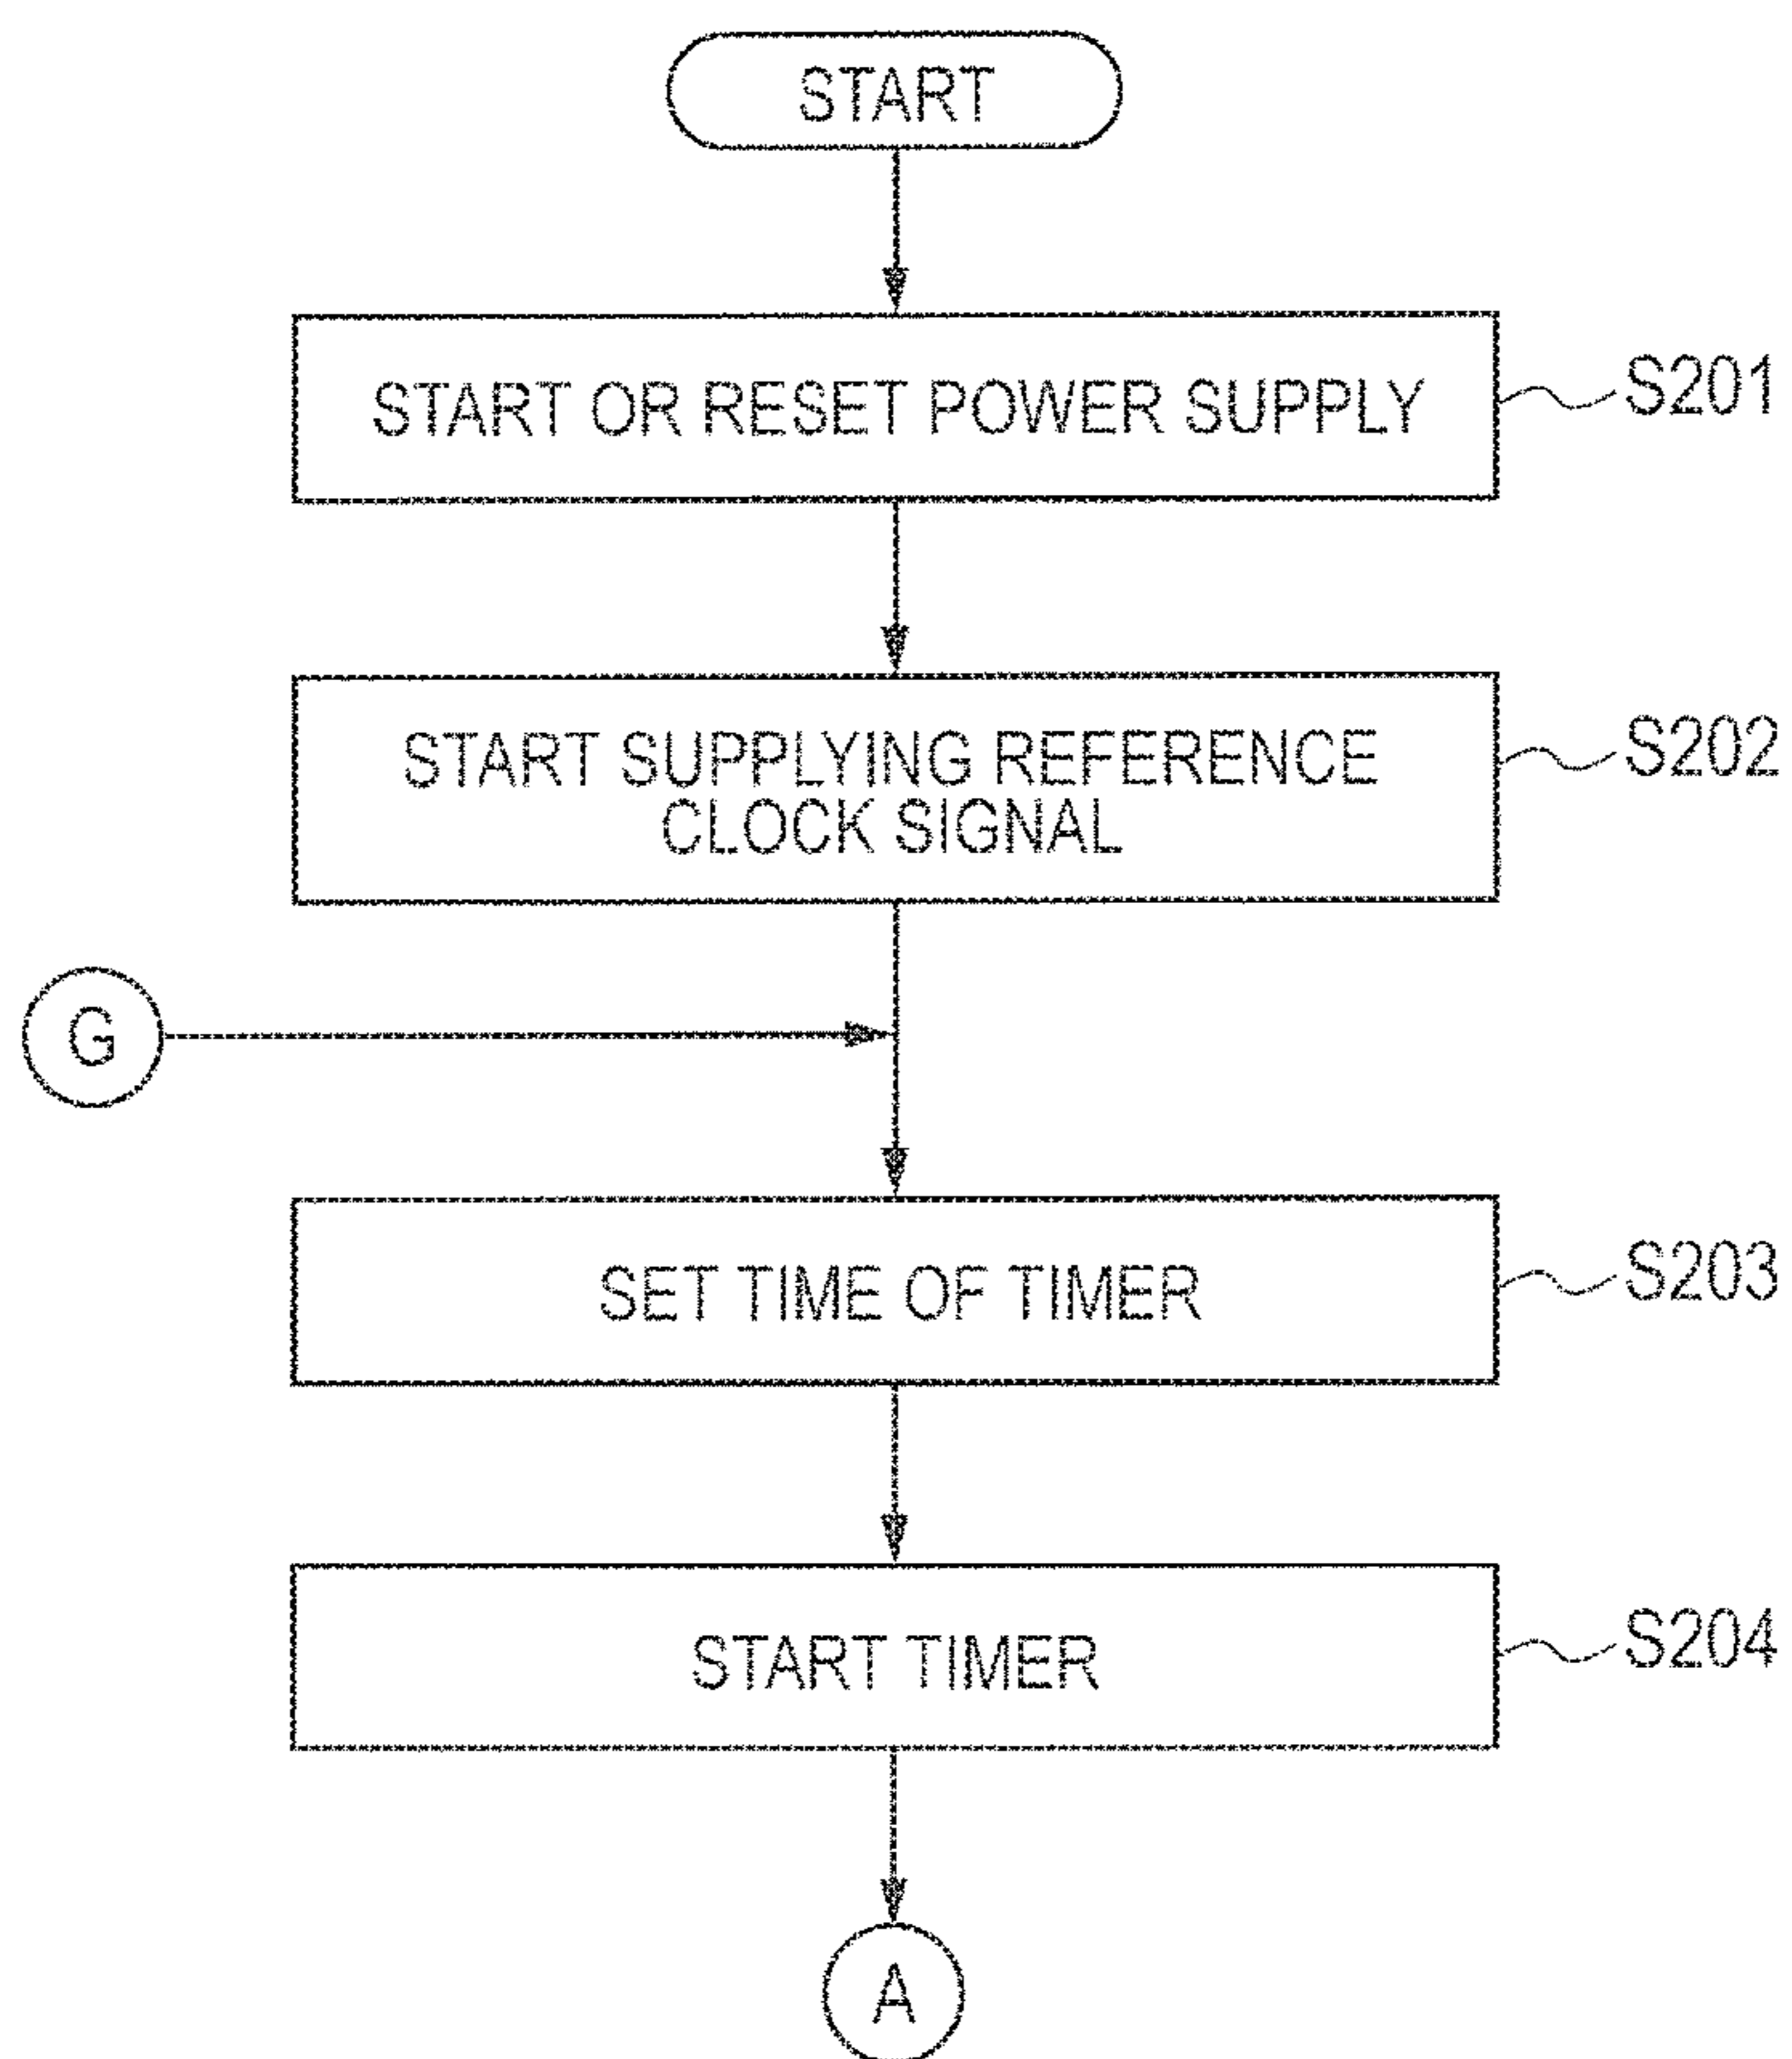 START
START OR RESET POWER SUPPLY
S201
START SUPPLYING REFERENCE
CLOCK SIGNAL
S202
G
SET TIME OF TIMER
S203
START TIMER
S204
A